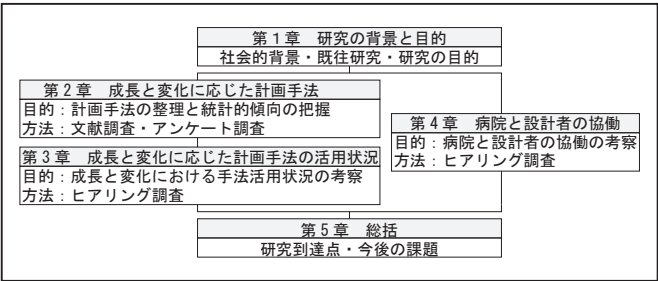 第1章　研究の背景と目的
社会的背景・既往研究・研究の目的
第2章　成長と変化に応じた計画手法
目的：計画手法の整理と統計的傾向の把握
方法：文献調査・アンケート調査
第3章　成長と変化に応じた計画手法の活用状況
目的：成長と変化における手法活用状況の考察
方法：ヒアリング調査
第4章　病院と設計者の協働
目的：病院と設計者の協働の考察
方法：ヒアリング調査
第5章　総括
研究到達点・今後の課題